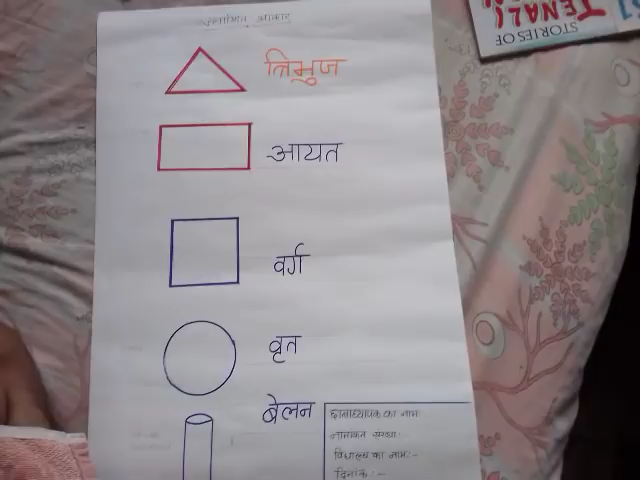 ज्यामितीय आकार
त्रिभुज
आयत
वर्ग
वृत
बेलन
छात्राध्यापक का नाम
नामांकन संख्या:-
विद्यालय का नाम:-
दिनांक:-
STORIES OF
TENALI